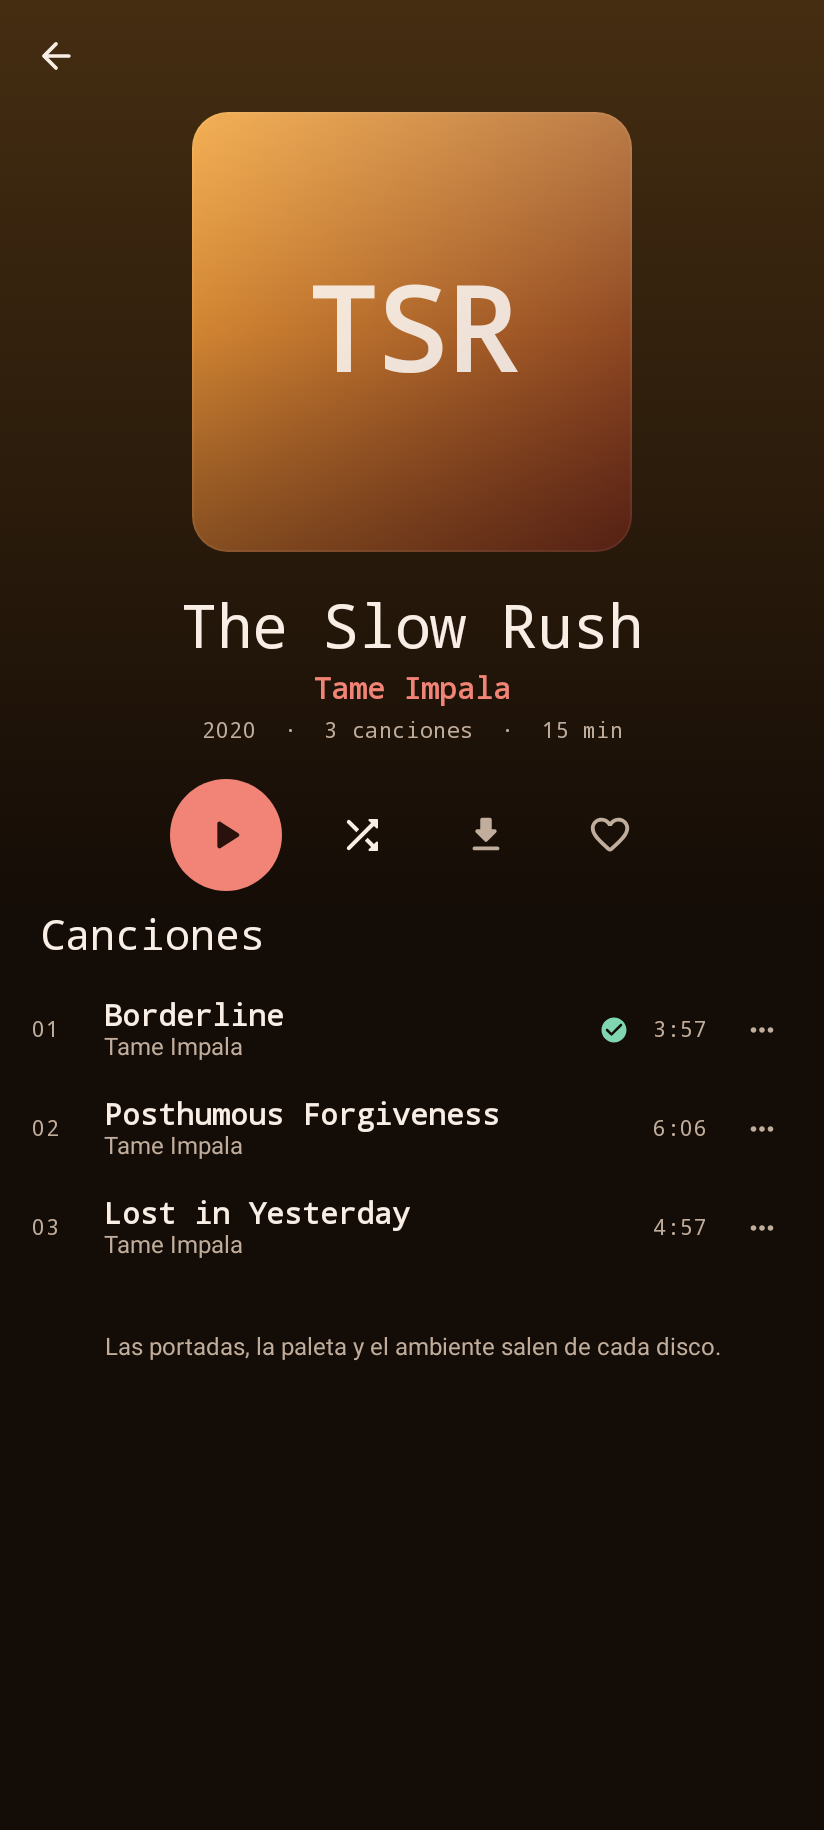 TSR
The Slow Rush
Tame Impala
2020 · 3 canciones · 15 min
Canciones
01 Borderline 3:57
Tame Impala
02 Posthumous Forgiveness 6:06
Tame Impala
03 Lost in Yesterday 4:57
Tame Impala
Las portadas, la paleta y el ambiente salen de cada disco.